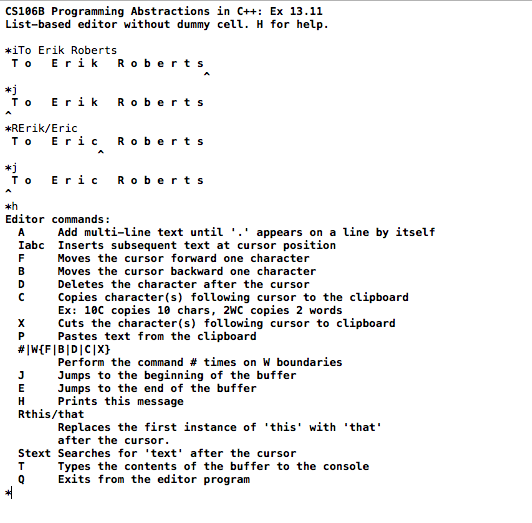 CS106B Programming Abstractions in C++: Ex 13.11
List-based editor without dummy cell. H for help.
*iTo Erik Roberts
T o   E r i k   R o b e r t s
^
*j
T o   E r i k   R o b e r t s
^
*RErik/Eric
T o   E r i c   R o b e r t s
^
*j
T o   E r i c   R o b e r t s
^
*h
Editor commands:
A     Add multi-line text until '.' appears on a line by itself
Iabc  Inserts subsequent text at cursor position
F     Moves the cursor forward one character
B     Moves the cursor backward one character
D     Deletes the character after the cursor
C     Copies character(s) following cursor to the clipboard
Ex: 10C copies 10 chars, 2WC copies 2 words
X     Cuts the character(s) following cursor to clipboard
P     Pastes text from the clipboard
#|W{F|B|D|C|X}
Perform the command # times on W boundaries
J     Jumps to the beginning of the buffer
E     Jumps to the end of the buffer
H     Prints this message
Rthis/that
Replaces the first instance of 'this' with 'that'
after the cursor.
Stext Searches for 'text' after the cursor
T     Types the contents of the buffer to the console
Q     Exits from the editor program
*